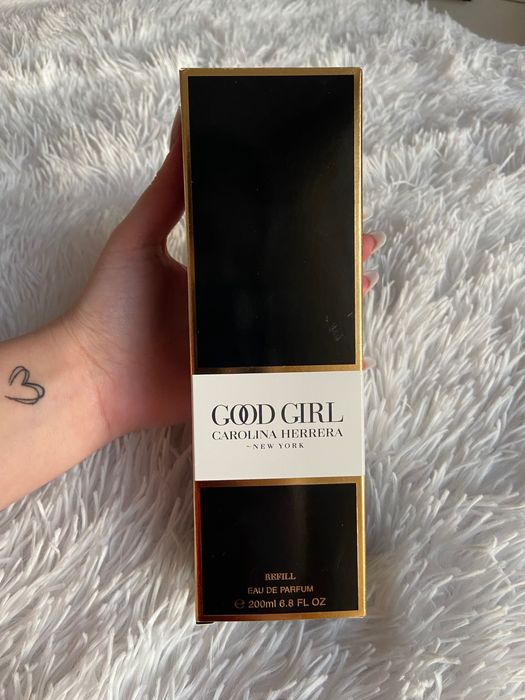 GOOD GIRL
CAROLINA HERRERA
~NEW YORK
REFILL
EAU DE PARFUM
℮ 200ml 6.8 FL OZ